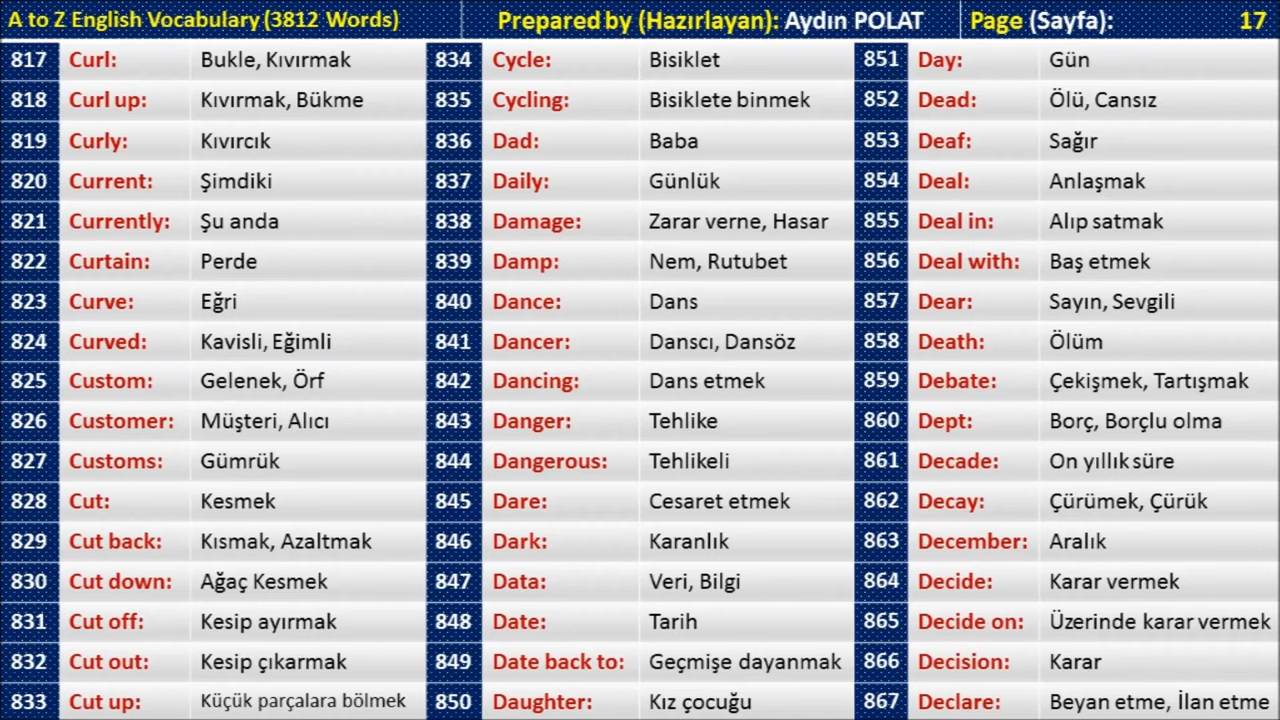 A to Z English Vocabulary (3812 Words) Prepared by (Hazırlayan): Aydın POLAT Page (Sayfa): 17
817 Curl: Bukle, Kıvırmak 834 Cycle: Bisiklet 851 Day: Gün
818 Curl up: Kıvırmak, Bükme 835 Cycling: Bisiklete binmek 852 Dead: Ölü, Cansız
819 Curly: Kıvırcık 836 Dad: Baba 853 Deaf: Sağır
820 Current: Şimdiki 837 Daily: Günlük 854 Deal: Anlaşmak
821 Currently: Şu anda 838 Damage: Zarar verne, Hasar 855 Deal in: Alıp satmak
822 Curtain: Perde 839 Damp: Nem, Rutubet 856 Deal with: Baş etmek
823 Curve: Eğri 840 Dance: Dans 857 Dear: Sayın, Sevgili
824 Curved: Kavisli, Eğimli 841 Dancer: Danscı, Dansöz 858 Death: Ölüm
825 Custom: Gelenek, Örf 842 Dancing: Dans etmek 859 Debate: Çekişmek, Tartışmak
826 Customer: Müşteri, Alıcı 843 Danger: Tehlike 860 Dept: Borç, Borçlu olma
827 Customs: Gümrük 844 Dangerous: Tehlikeli 861 Decade: On yıllık süre
828 Cut: Kesmek 845 Dare: Cesaret etmek 862 Decay: Çürümek, Çürük
829 Cut back: Kısmak, Azaltmak 846 Dark: Karanlık 863 December: Aralık
830 Cut down: Ağaç Kesmek 847 Data: Veri, Bilgi 864 Decide: Karar vermek
831 Cut off: Kesip ayırmak 848 Date: Tarih 865 Decide on: Üzerinde karar vermek
832 Cut out: Kesip çıkarmak 849 Date back to: Geçmişe dayanmak 866 Decision: Karar
833 Cut up: Küçük parçalara bölmek 850 Daughter: Kız çocuğu 867 Declare: Beyan etme, İlan etme